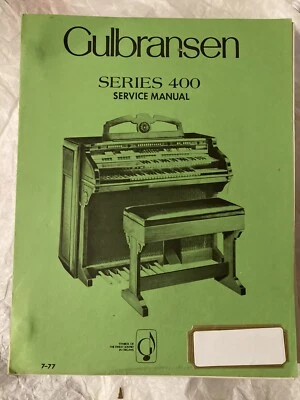 Gulbransen
SERIES 400
SERVICE MANUAL
7-77